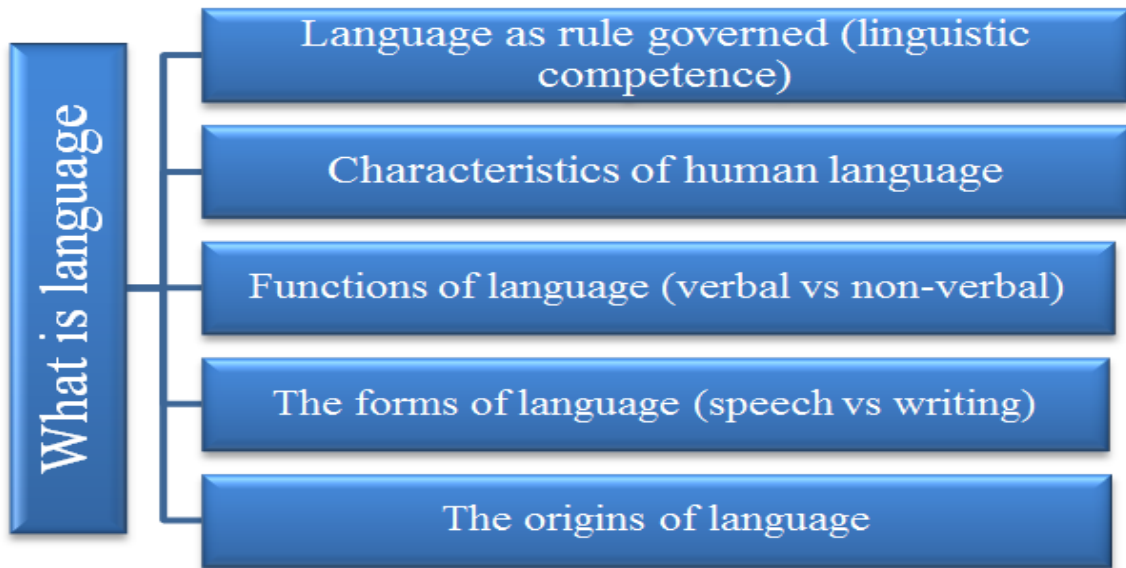 What is language
Language as rule governed (linguistic
competence)
Characteristics of human language
Functions of language (verbal vs non-verbal)
The forms of language (speech vs writing)
The origins of language